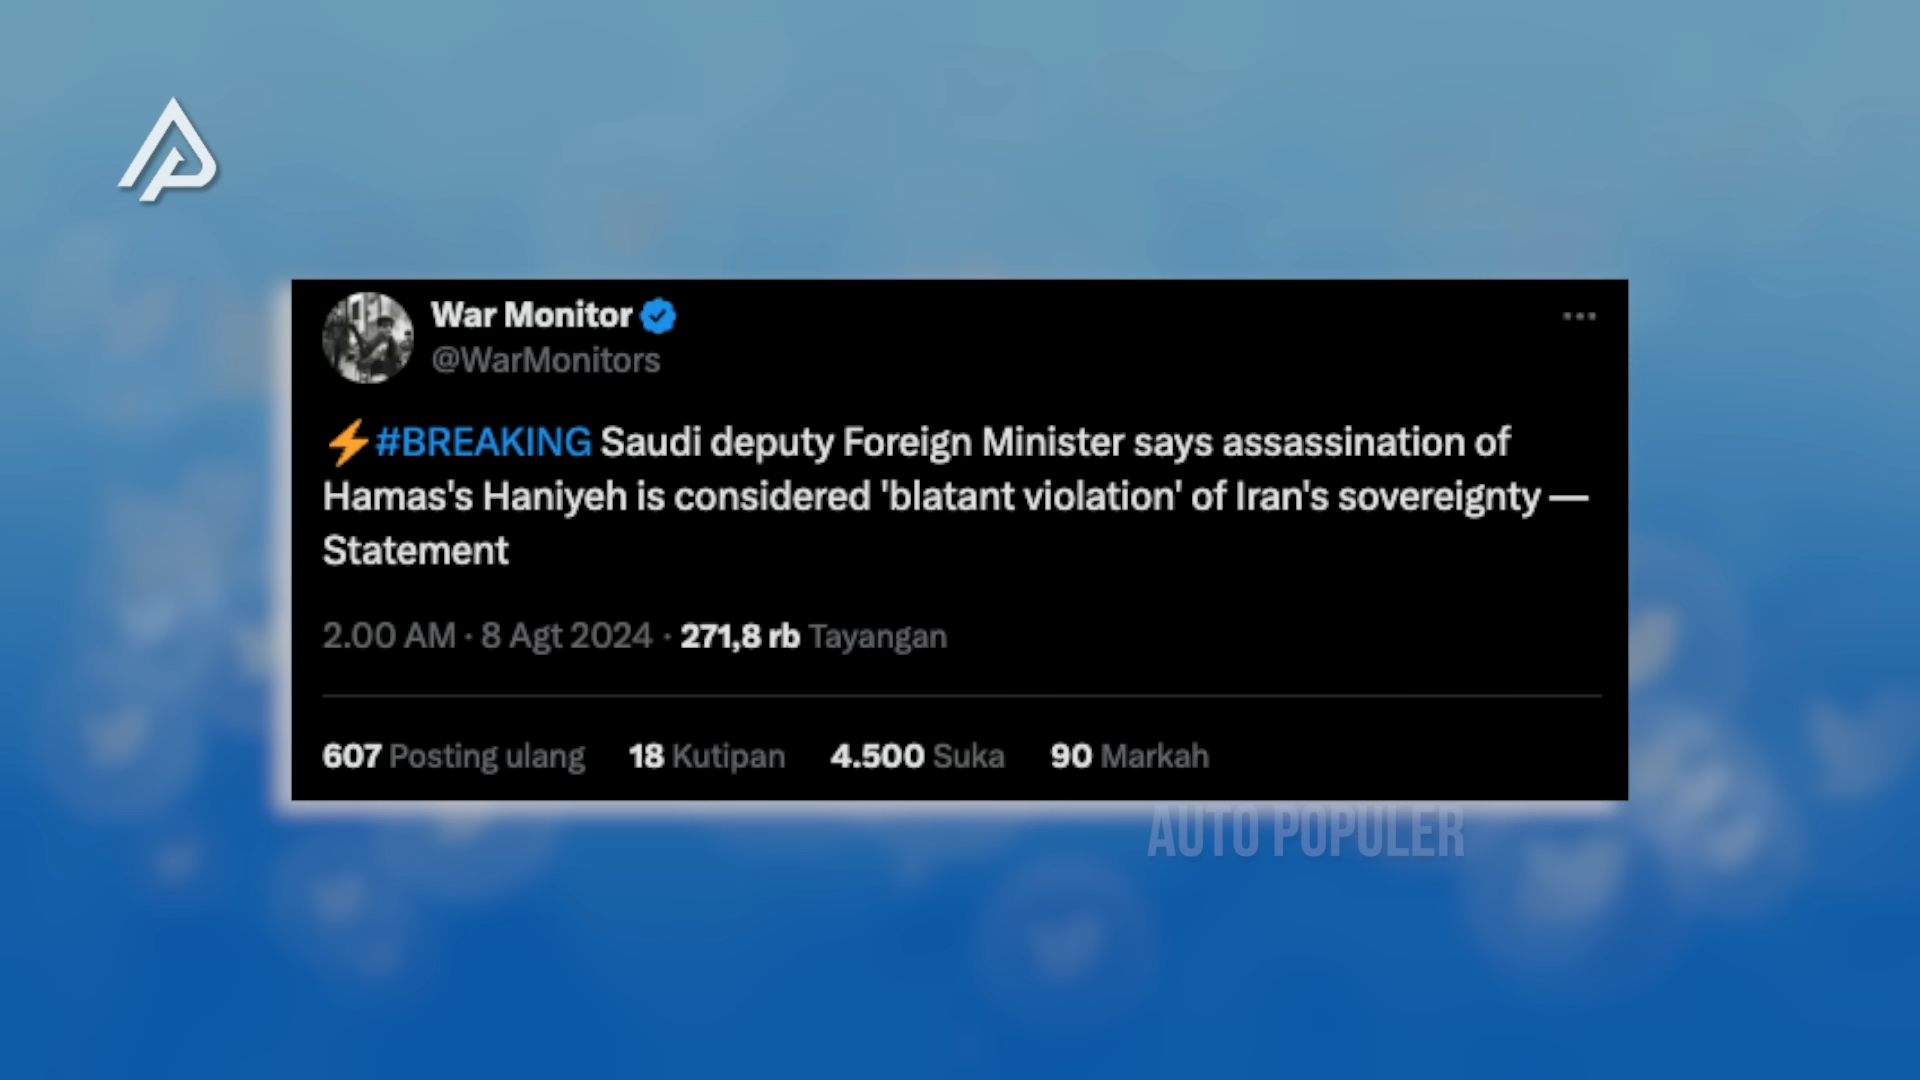 War Monitor
@WarMonitors
⚡#BREAKING Saudi deputy Foreign Minister says assassination of
Hamas's Haniyeh is considered 'blatant violation' of Iran's sovereignty —
Statement
2.00 AM · 8 Agt 2024 · 271,8 rb Tayangan
607 Posting ulang 18 Kutipan 4.500 Suka 90 Markah
AUTO POPULER